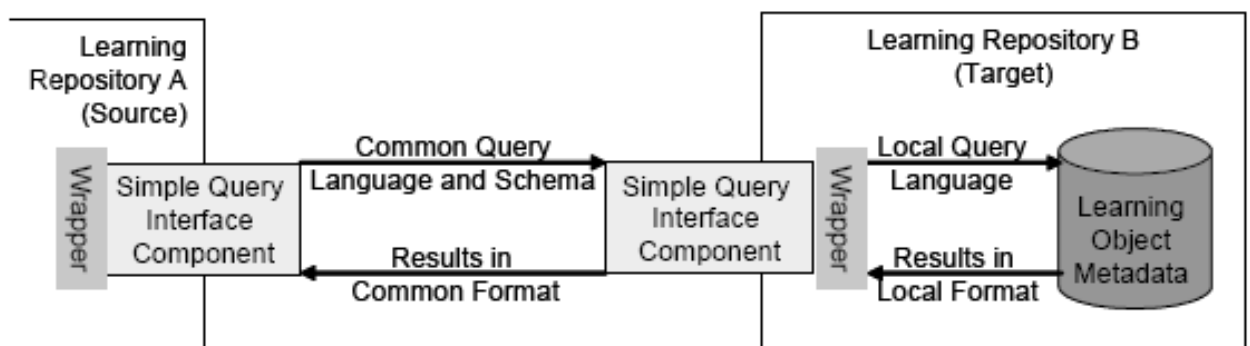 Learning
Repository A
(Source)
Wrapper
Simple Query
Interface
Component
Common Query
Language and Schema
Results in
Common Format
Simple Query
Interface
Component
Learning Repository B
(Target)
Wrapper
Local Query
Language
Results in
Local Format
Learning
Object
Metadata